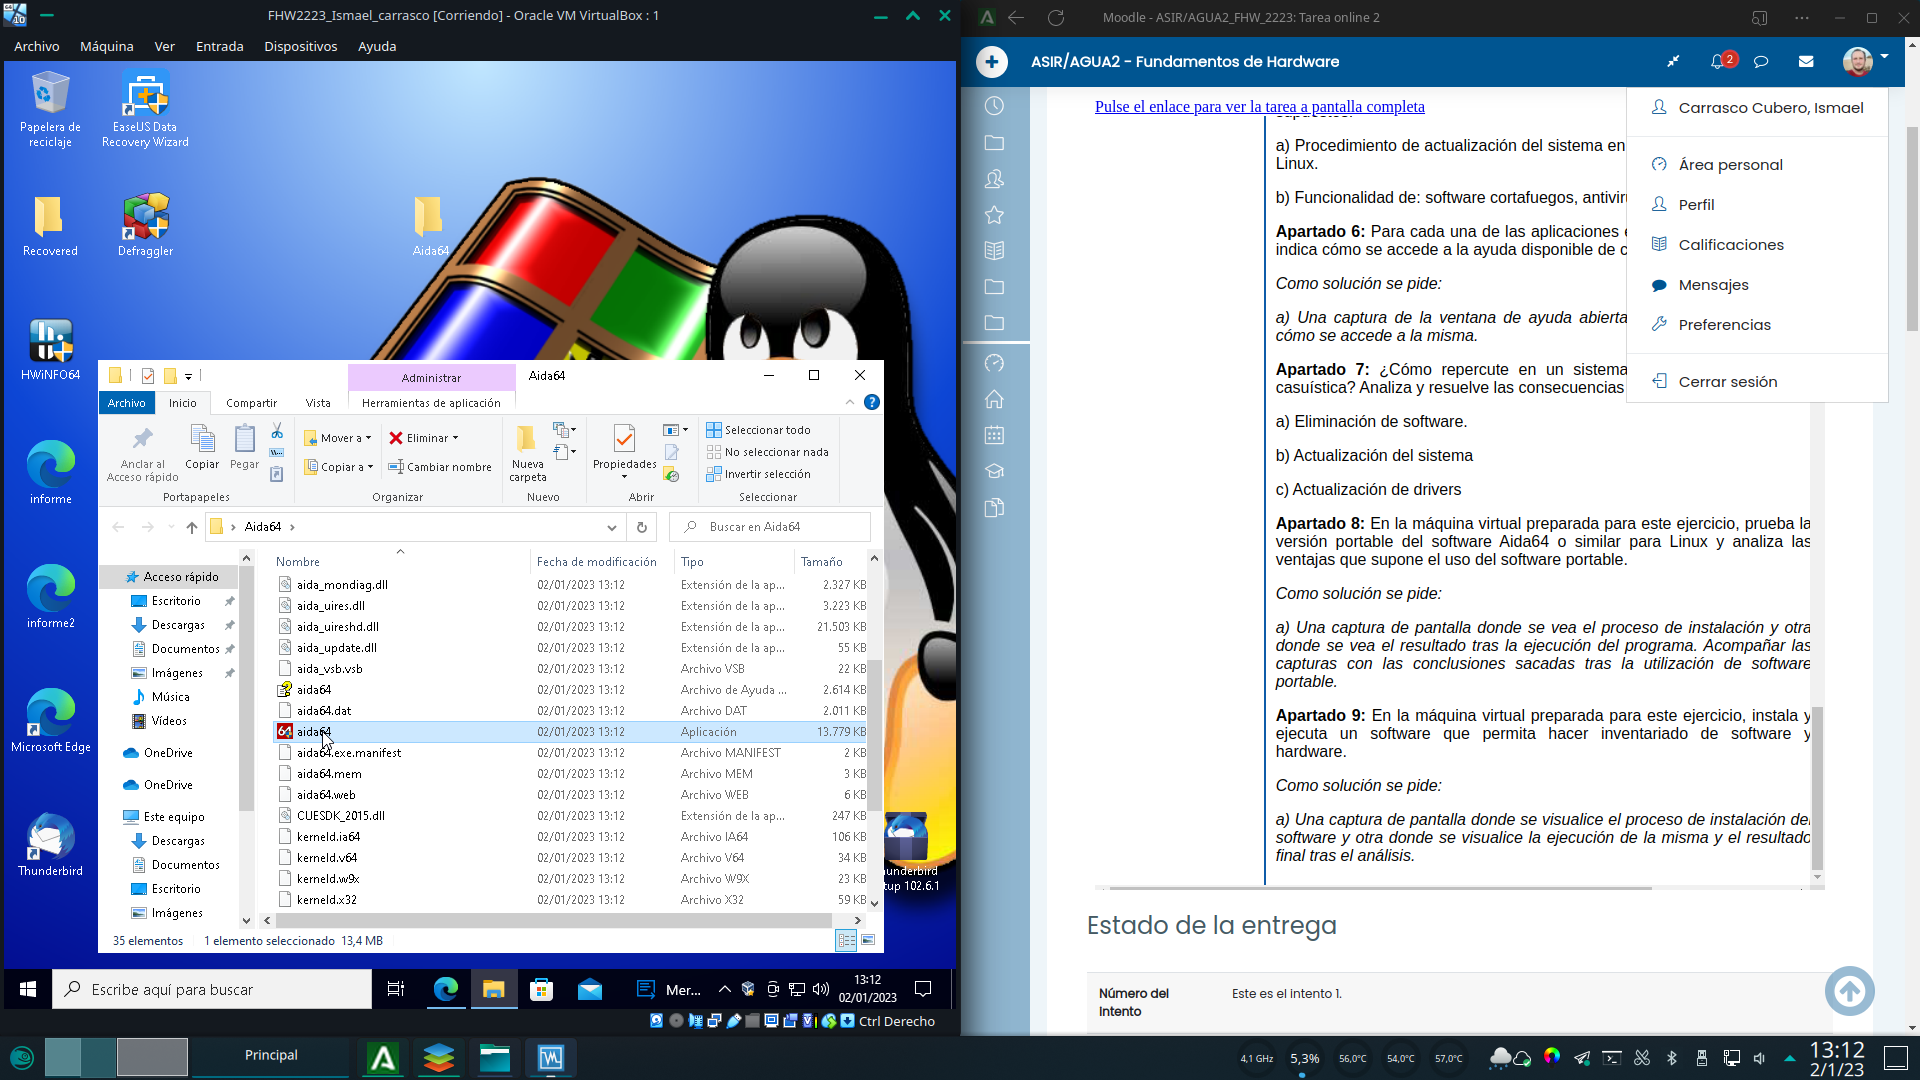 FHW2223_Ismael_carrasco [Corriendo] - Oracle VM VirtualBox : 1
Archivo Máquina Ver Entrada Dispositivos Ayuda
Papelera de reciclaje
EaseUS Data Recovery Wizard
Recovered
Defraggler
Aida64
HWiNFO64
informe
informe2
Microsoft Edge
Thunderbird
Administrar
Aida64
Archivo Inicio Compartir Vista Herramientas de aplicación
Anclar al Acceso rápido
Copiar
Pegar
Mover a
Copiar a
Eliminar
Cambiar nombre
Nueva carpeta
Propiedades
Seleccionar todo
No seleccionar nada
Invertir selección
Portapapeles Organizar Nuevo Abrir Seleccionar
Aida64
Buscar en Aida64
Acceso rápido
Escritorio
Descargas
Documentos
Imágenes
Música
Vídeos
OneDrive
OneDrive
Este equipo
Descargas
Documentos
Escritorio
Imágenes
Nombre Fecha de modificación Tipo Tamaño
aida_mondiag.dll 02/01/2023 13:12 Extensión de la ap... 2.327 KB
aida_uires.dll 02/01/2023 13:12 Extensión de la ap... 3.223 KB
aida_uireshd.dll 02/01/2023 13:12 Extensión de la ap... 21.503 KB
aida_update.dll 02/01/2023 13:12 Extensión de la ap... 55 KB
aida_vsb.vsb 02/01/2023 13:12 Archivo VSB 22 KB
aida64 02/01/2023 13:12 Archivo de Ayuda ... 2.614 KB
aida64.dat 02/01/2023 13:12 Archivo DAT 2.011 KB
aida64 02/01/2023 13:12 Aplicación 13.779 KB
aida64.exe.manifest 02/01/2023 13:12 Archivo MANIFEST 2 KB
aida64.mem 02/01/2023 13:12 Archivo MEM 3 KB
aida64.web 02/01/2023 13:12 Archivo WEB 6 KB
CUESDK_2015.dll 02/01/2023 13:12 Extensión de la ap... 247 KB
kerneld.ia64 02/01/2023 13:12 Archivo IA64 106 KB
kerneld.v64 02/01/2023 13:12 Archivo V64 34 KB
kerneld.w9x 02/01/2023 13:12 Archivo W9X 23 KB
kerneld.x32 02/01/2023 13:12 Archivo X32 59 KB
35 elementos 1 elemento seleccionado 13,4 MB
underbird
tup 102.6.1
Escribe aquí para buscar
Mer...
13:12
02/01/2023
Ctrl Derecho
Moodle - ASIR/AGUA2_FHW_2223: Tarea online 2
ASIR/AGUA2 - Fundamentos de Hardware
2
Pulse el enlace para ver la tarea a pantalla completa
a) Procedimiento de actualización del sistema en
Linux.
b) Funcionalidad de: software cortafuegos, antiviru
Apartado 6: Para cada una de las aplicaciones
indica cómo se accede a la ayuda disponible de c
Como solución se pide:
a) Una captura de la ventana de ayuda abierta
cómo se accede a la misma.
Apartado 7: ¿Cómo repercute en un sistema
casuística? Analiza y resuelve las consecuencias
a) Eliminación de software.
b) Actualización del sistema
c) Actualización de drivers
Apartado 8: En la máquina virtual preparada para este ejercicio, prueba la
versión portable del software Aida64 o similar para Linux y analiza las
ventajas que supone el uso del software portable.
Como solución se pide:
a) Una captura de pantalla donde se vea el proceso de instalación y otra
donde se vea el resultado tras la ejecución del programa. Acompañar las
capturas con las conclusiones sacadas tras la utilización de software
portable.
Apartado 9: En la máquina virtual preparada para este ejercicio, instala y
ejecuta un software que permita hacer inventariado de software y
hardware.
Como solución se pide:
a) Una captura de pantalla donde se visualice el proceso de instalación del
software y otra donde se visualice la ejecución de la misma y el resultado
final tras el análisis.
Carrasco Cubero, Ismael
Área personal
Perfil
Calificaciones
Mensajes
Preferencias
Cerrar sesión
Estado de la entrega
Número del Intento
Este es el intento 1.
Principal
4,1 GHz 5,3% 56,0°C 54,0°C 57,0°C
13:12
2/1/23